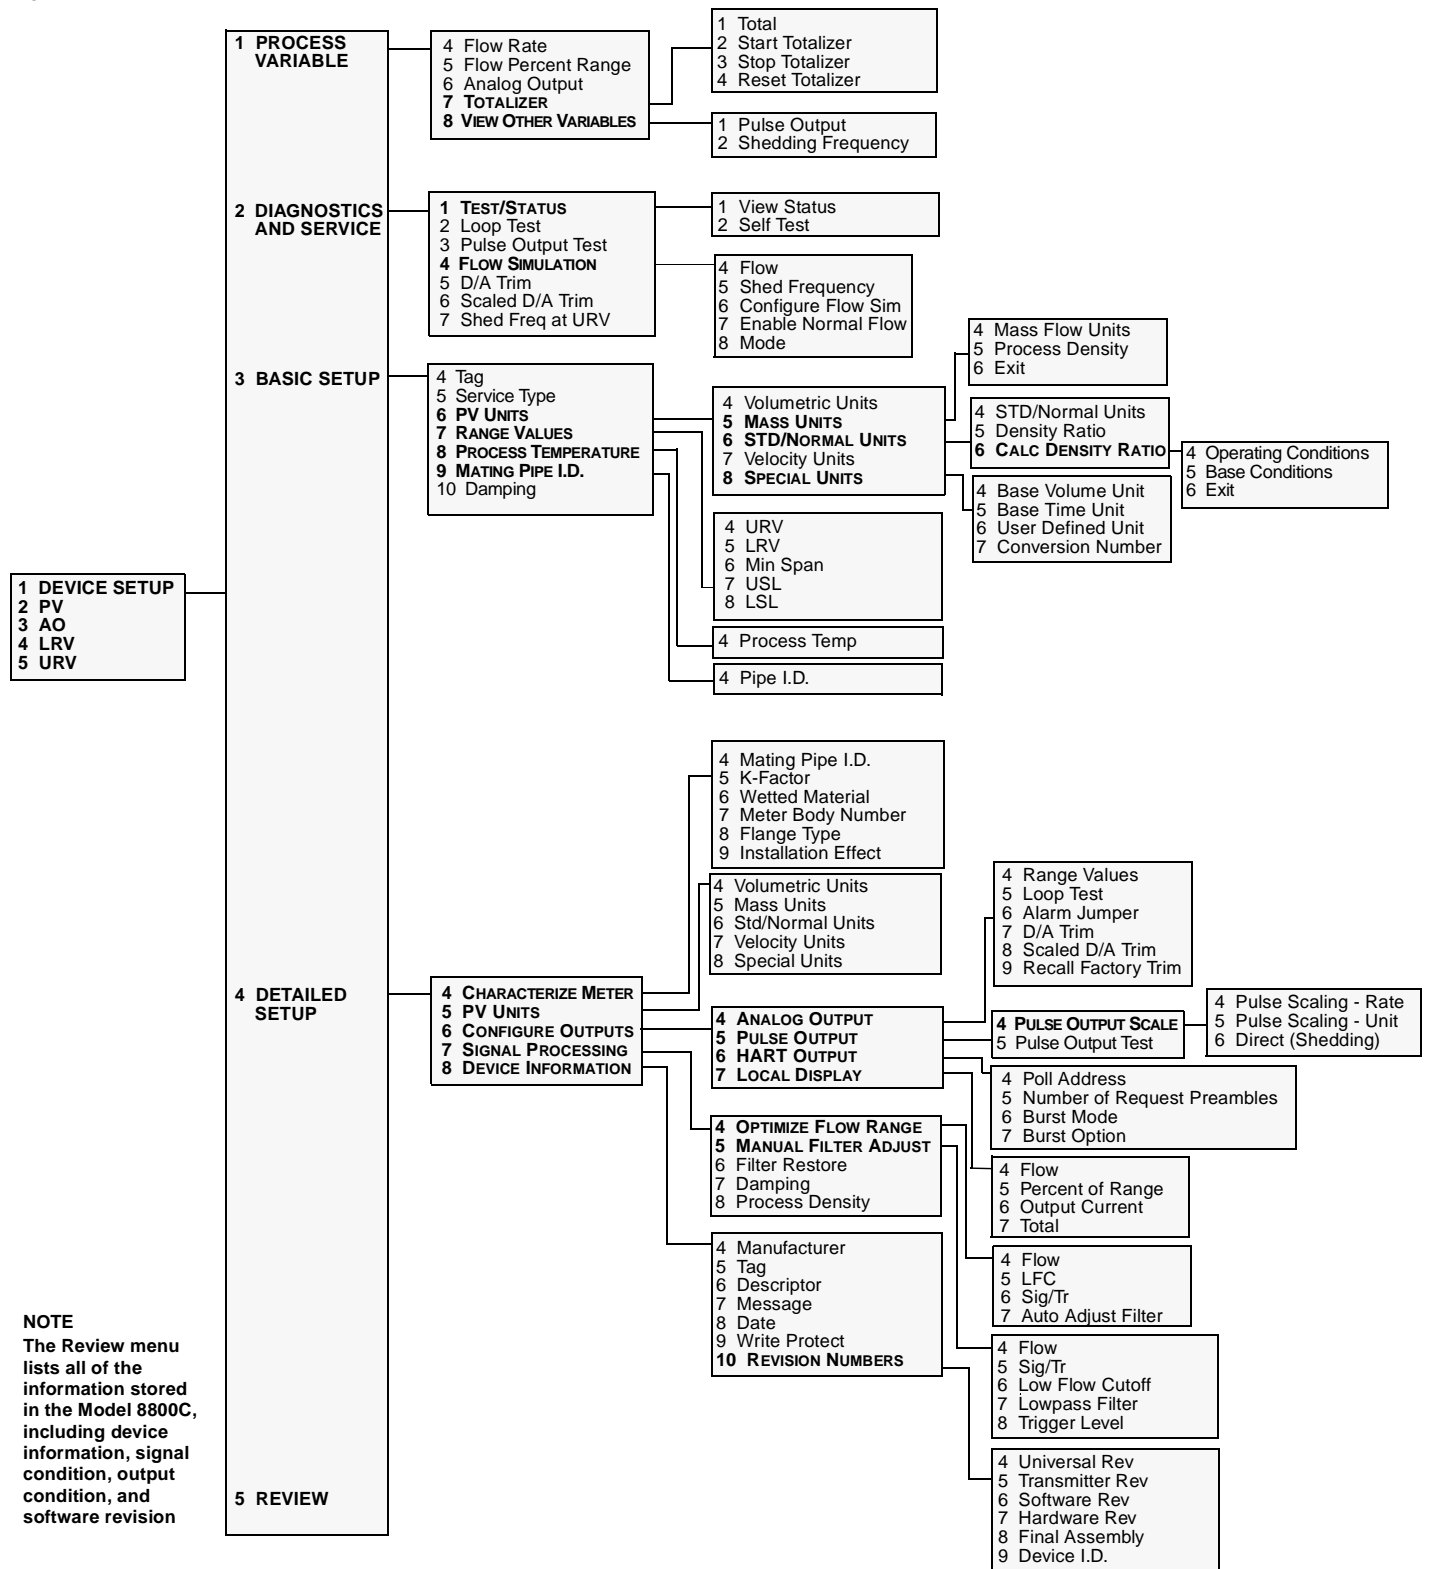 1 DEVICE SETUP
2 PV
3 AO
4 LRV
5 URV
1 PROCESS
VARIABLE
2 DIAGNOSTICS
AND SERVICE
3 BASIC SETUP
4 DETAILED
SETUP
5 REVIEW
4 Flow Rate
5 Flow Percent Range
6 Analog Output
7 TOTALIZER
8 VIEW OTHER VARIABLES
1 Total
2 Start Totalizer
3 Stop Totalizer
4 Reset Totalizer
1 Pulse Output
2 Shedding Frequency
1 TEST/STATUS
2 Loop Test
3 Pulse Output Test
4 FLOW SIMULATION
5 D/A Trim
6 Scaled D/A Trim
7 Shed Freq at URV
1 View Status
2 Self Test
4 Flow
5 Shed Frequency
6 Configure Flow Sim
7 Enable Normal Flow
8 Mode
4 Tag
5 Service Type
6 PV UNITS
7 RANGE VALUES
8 PROCESS TEMPERATURE
9 MATING PIPE I.D.
10 Damping
4 Volumetric Units
5 MASS UNITS
6 STD/NORMAL UNITS
7 Velocity Units
8 SPECIAL UNITS
4 Mass Flow Units
5 Process Density
6 Exit
4 STD/Normal Units
5 Density Ratio
6 CALC DENSITY RATIO
4 Operating Conditions
5 Base Conditions
6 Exit
4 Base Volume Unit
5 Base Time Unit
6 User Defined Unit
7 Conversion Number
4 URV
5 LRV
6 Min Span
7 USL
8 LSL
4 Process Temp
4 Pipe I.D.
4 CHARACTERIZE METER
5 PV UNITS
6 CONFIGURE OUTPUTS
7 SIGNAL PROCESSING
8 DEVICE INFORMATION
4 Mating Pipe I.D.
5 K-Factor
6 Wetted Material
7 Meter Body Number
8 Flange Type
9 Installation Effect
4 Volumetric Units
5 Mass Units
6 Std/Normal Units
7 Velocity Units
8 Special Units
4 ANALOG OUTPUT
5 PULSE OUTPUT
6 HART OUTPUT
7 LOCAL DISPLAY
4 Range Values
5 Loop Test
6 Alarm Jumper
7 D/A Trim
8 Scaled D/A Trim
9 Recall Factory Trim
4 PULSE OUTPUT SCALE
5 Pulse Output Test
4 Pulse Scaling - Rate
5 Pulse Scaling - Unit
6 Direct (Shedding)
4 Poll Address
5 Number of Request Preambles
6 Burst Mode
7 Burst Option
4 Flow
5 Percent of Range
6 Output Current
7 Total
4 OPTIMIZE FLOW RANGE
5 MANUAL FILTER ADJUST
6 Filter Restore
7 Damping
8 Process Density
4 Flow
5 LFC
6 Sig/Tr
7 Auto Adjust Filter
4 Flow
5 Sig/Tr
6 Low Flow Cutoff
7 Lowpass Filter
8 Trigger Level
4 Manufacturer
5 Tag
6 Descriptor
7 Message
8 Date
9 Write Protect
10 REVISION NUMBERS
4 Universal Rev
5 Transmitter Rev
6 Software Rev
7 Hardware Rev
8 Final Assembly
9 Device I.D.
NOTE
The Review menu
lists all of the
information stored
in the Model 8800C,
including device
information, signal
condition, output
condition, and
software revision